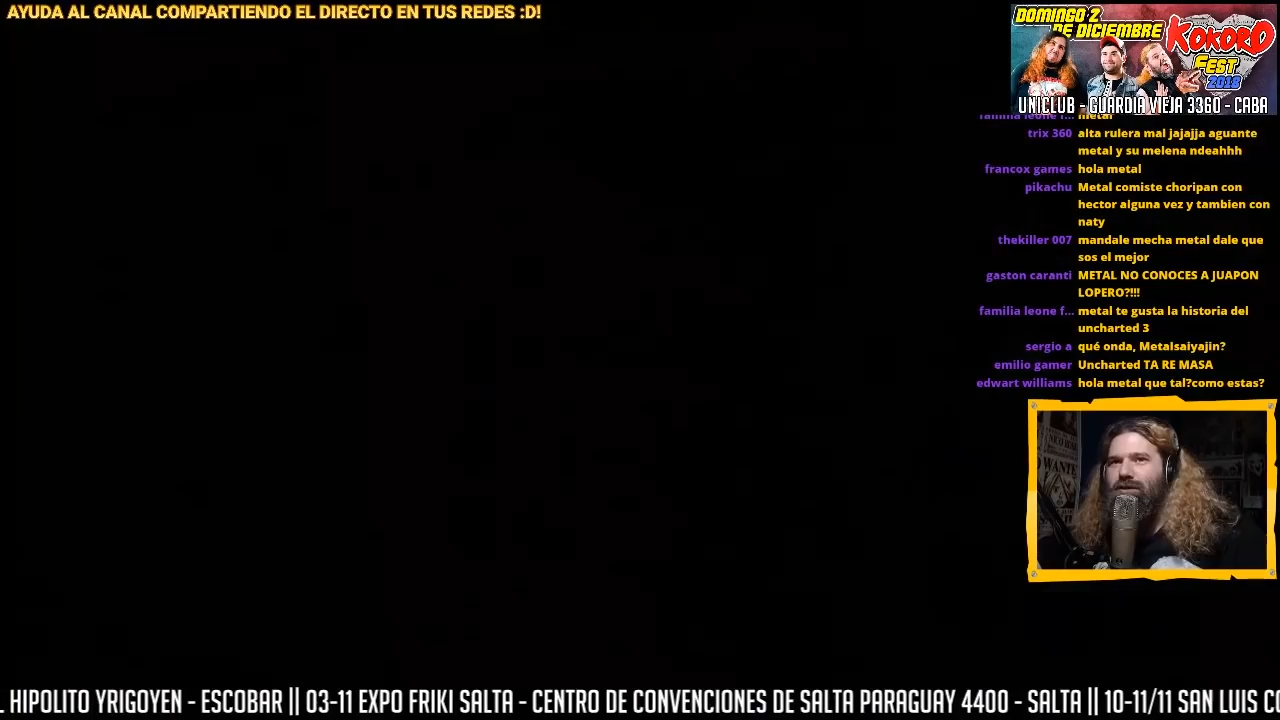 AYUDA AL CANAL COMPARTIENDO EL DIRECTO EN TUS REDES :D!
DOMINGO 2
DE DICIEMBRE
KOKORO
FEST
2018
UNICLUB - GUARDIA VIEJA 3360 - CABA
familia leone f... metal
trix 360 alta rulera mal jajajja aguante
metal y su melena ndeahhh
francox games hola metal
pikachu Metal comiste choripan con
hector alguna vez y tambien con
naty
thekiller 007 mandale mecha metal dale que
sos el mejor
gaston caranti METAL NO CONOCES A JUAPON
LOPERO?!!!
familia leone f... metal te gusta la historia del
uncharted 3
sergio a qué onda, Metalsaiyajin?
emilio gamer Uncharted TA RE MASA
edwart williams hola metal que tal?como estas?
WANTE
HIPOLITO YRIGOYEN - ESCOBAR || 03-11 EXPO FRIKI SALTA - CENTRO DE CONVENCIONES DE SALTA PARAGUAY 4400 - SALTA || 10-11/11 SAN LUIS